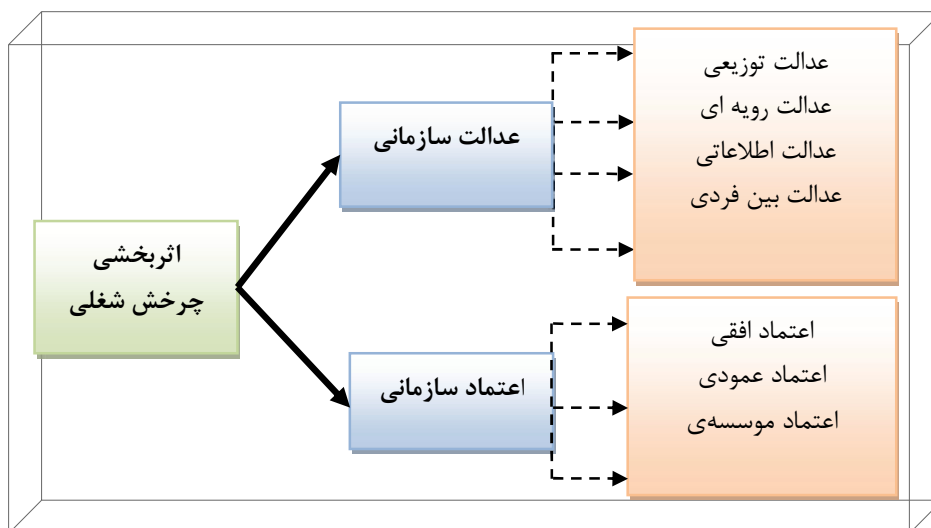 اثربخشی
چرخش شغلی
عدالت سازمانی
عدالت توزیعی
عدالت رویه ای
عدالت اطلاعاتی
عدالت بین فردی
اعتماد سازمانی
اعتماد افقی
اعتماد عمودی
اعتماد موسسه‌ی